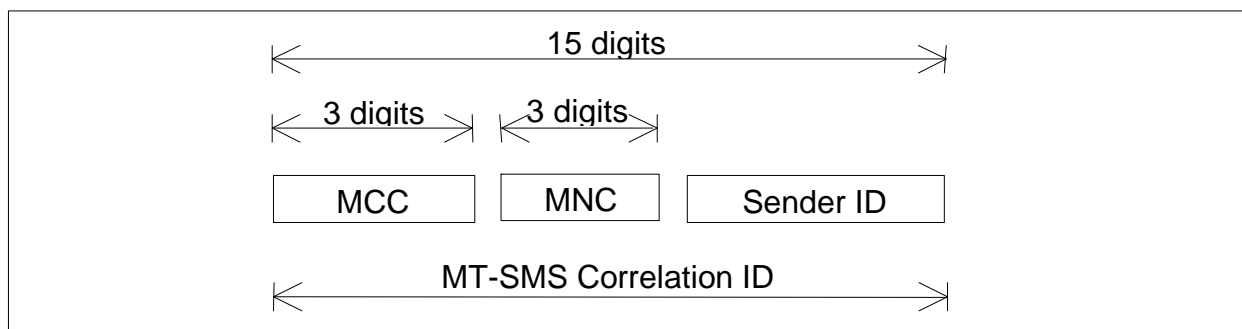 15 digits
3 digits 3 digits
MCC MNC Sender ID
MT-SMS Correlation ID